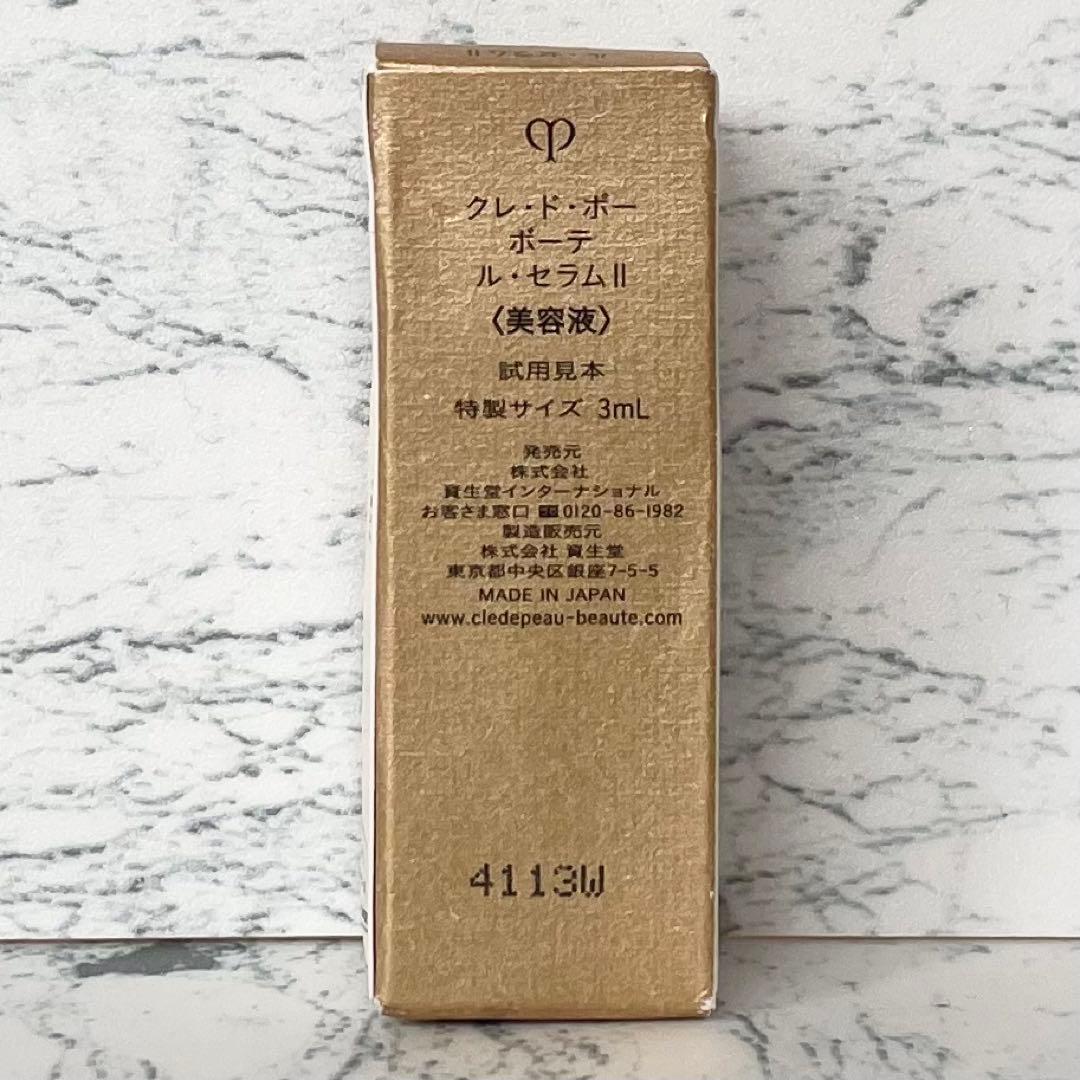 クレ・ド・ポー
ボーテ
ル・セラムⅡ
〈美容液〉
試用見本
特製サイズ 3mL
発売元
株式会社
資生堂インターナショナル
お客さま窓口 0120-86-1982
製造販売元
株式会社 資生堂
東京都中央区銀座7-5-5
MADE IN JAPAN
www.cledepeau-beaute.com
4113W